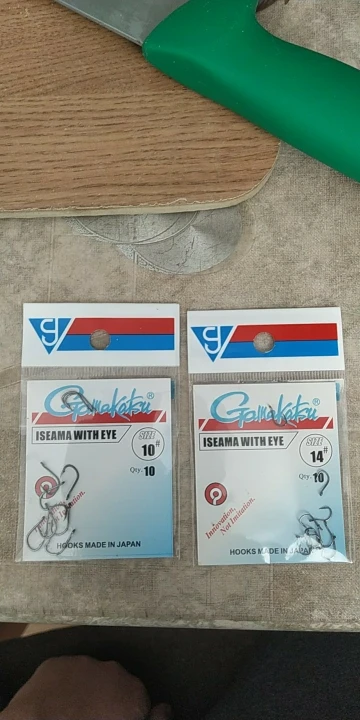 Gamakatsu®
ISEAMA WITH EYE
SIZE
10#
Qty. 10
HOOKS MADE IN JAPAN
Gamakatsu®
ISEAMA WITH EYE
SIZE
14#
Qty. 10
Innovation,
Not Imitation.
HOOKS MADE IN JAPAN